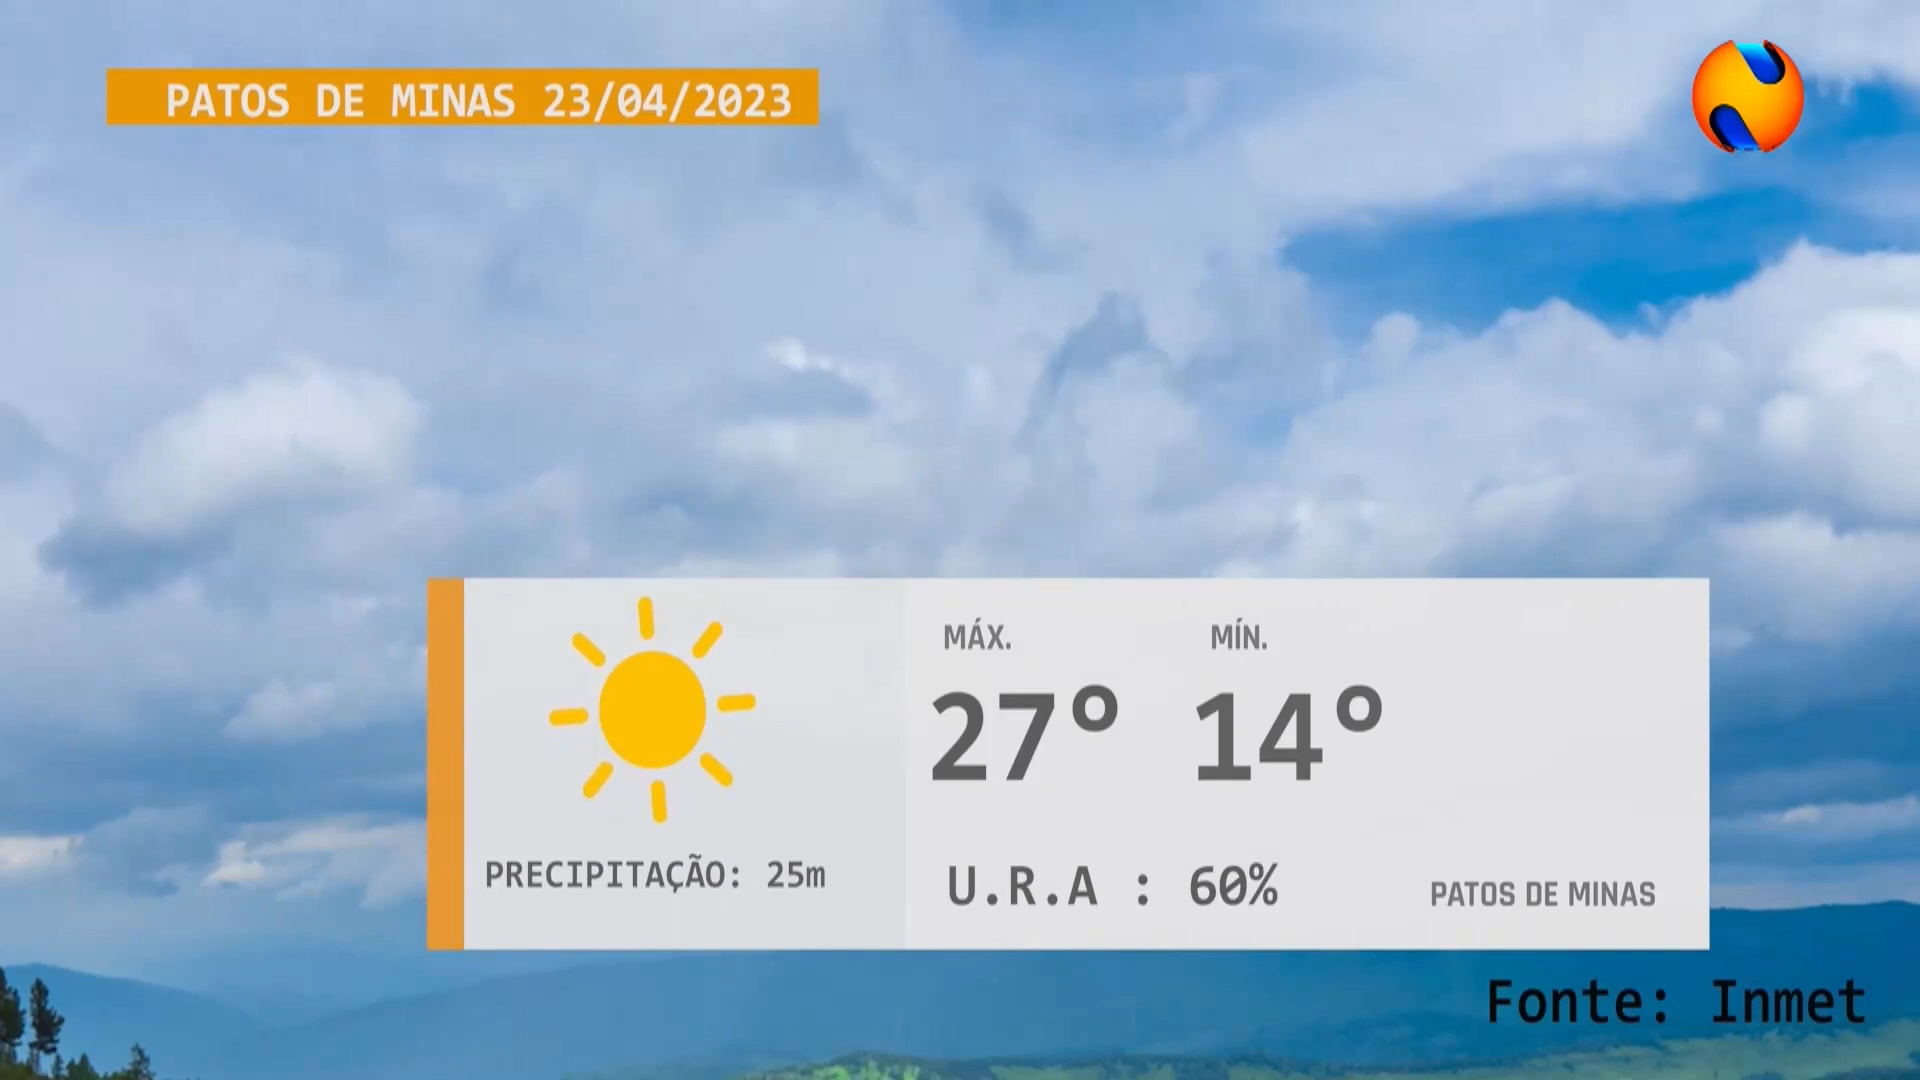 PATOS DE MINAS 23/04/2023
MÁX. MÍN.
27° 14°
PRECIPITAÇÃO: 25m
U.R.A : 60%
PATOS DE MINAS
Fonte: Inmet